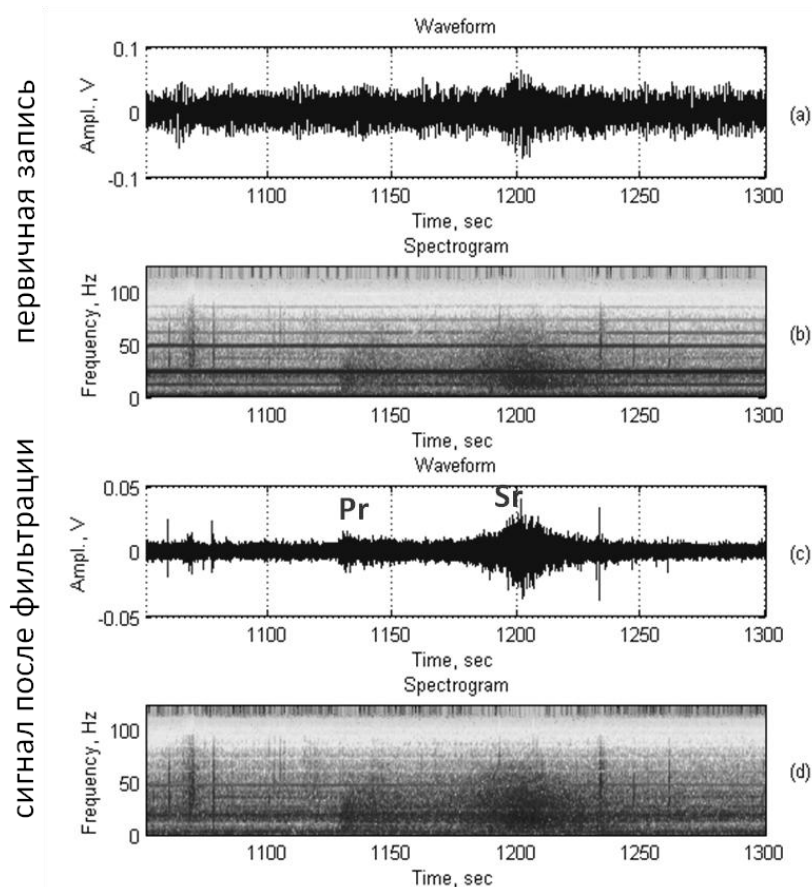 первичная запись
Waveform
0.1
0
-0.1
Ampl., V
1100 1150 1200 1250 1300
Time, sec
(a)
Spectrogram
100
50
0
Frequency, Hz
1100 1150 1200 1250 1300
Time, sec
(b)
сигнал после фильтрации
Waveform
0.05
0
-0.05
Ampl., V
Pr
Sr
1100 1150 1200 1250 1300
Time, sec
(c)
Spectrogram
100
50
0
Frequency, Hz
1100 1150 1200 1250 1300
Time, sec
(d)